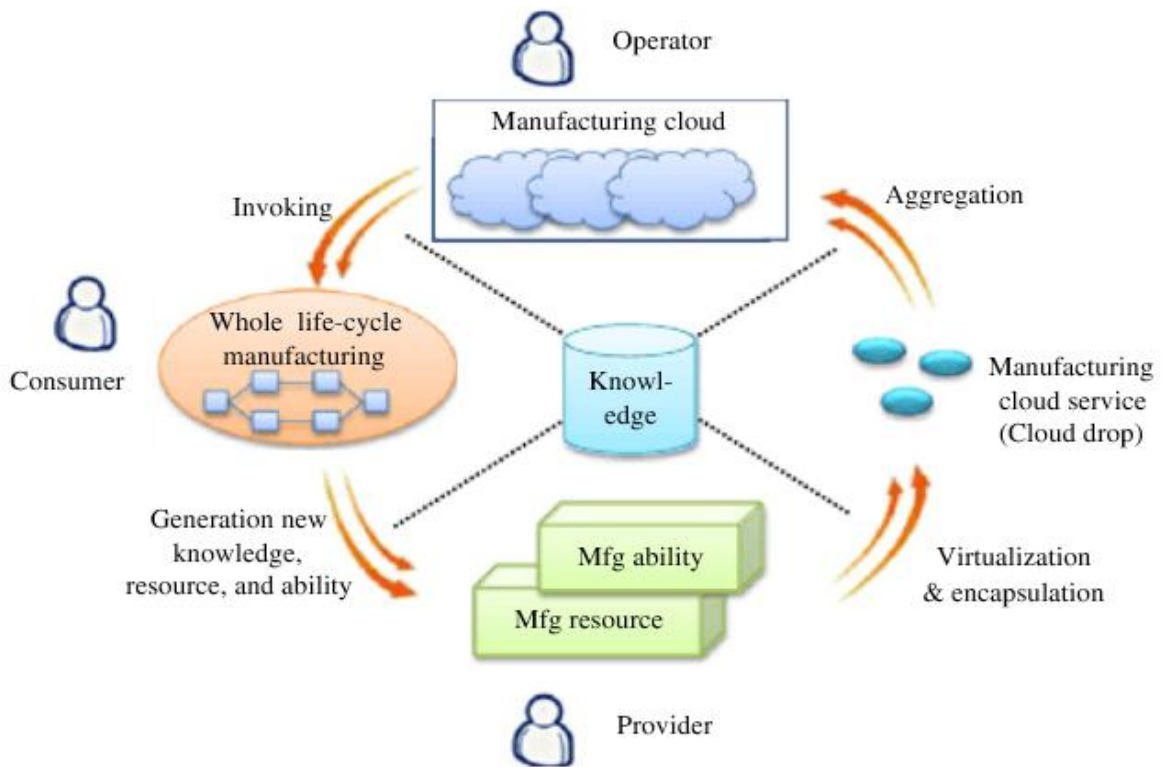 Operator
Manufacturing cloud
Invoking
Aggregation
Whole life-cycle
manufacturing
Consumer
Knowl-
edge
Manufacturing
cloud service
(Cloud drop)
Generation new
knowledge,
resource, and ability
Mfg ability
Mfg resource
Virtualization
& encapsulation
Provider